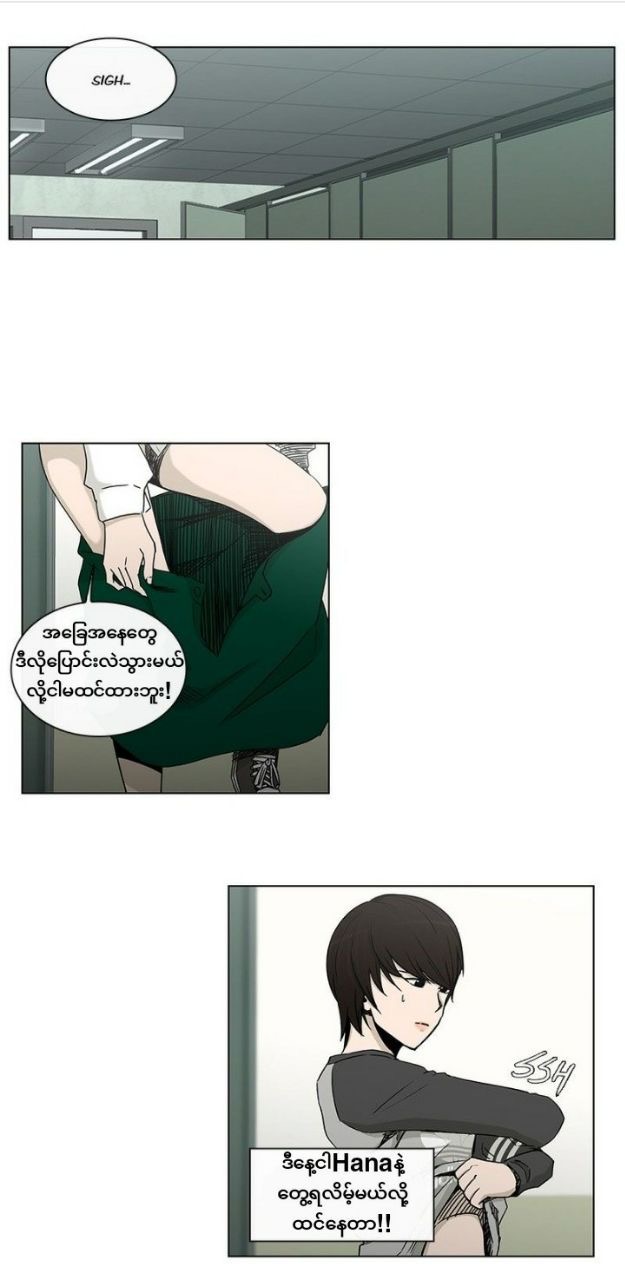 SIGH...
အခြေအနေတွေ
ဒီလိုပြောင်းလဲသွားမယ်
လို့ငါမထင်ထားဘူး!
SSH
ဒီနေ့ငါHanaနဲ့
တွေ့ရလိမ့်မယ်လို့
ထင်နေတာ!!